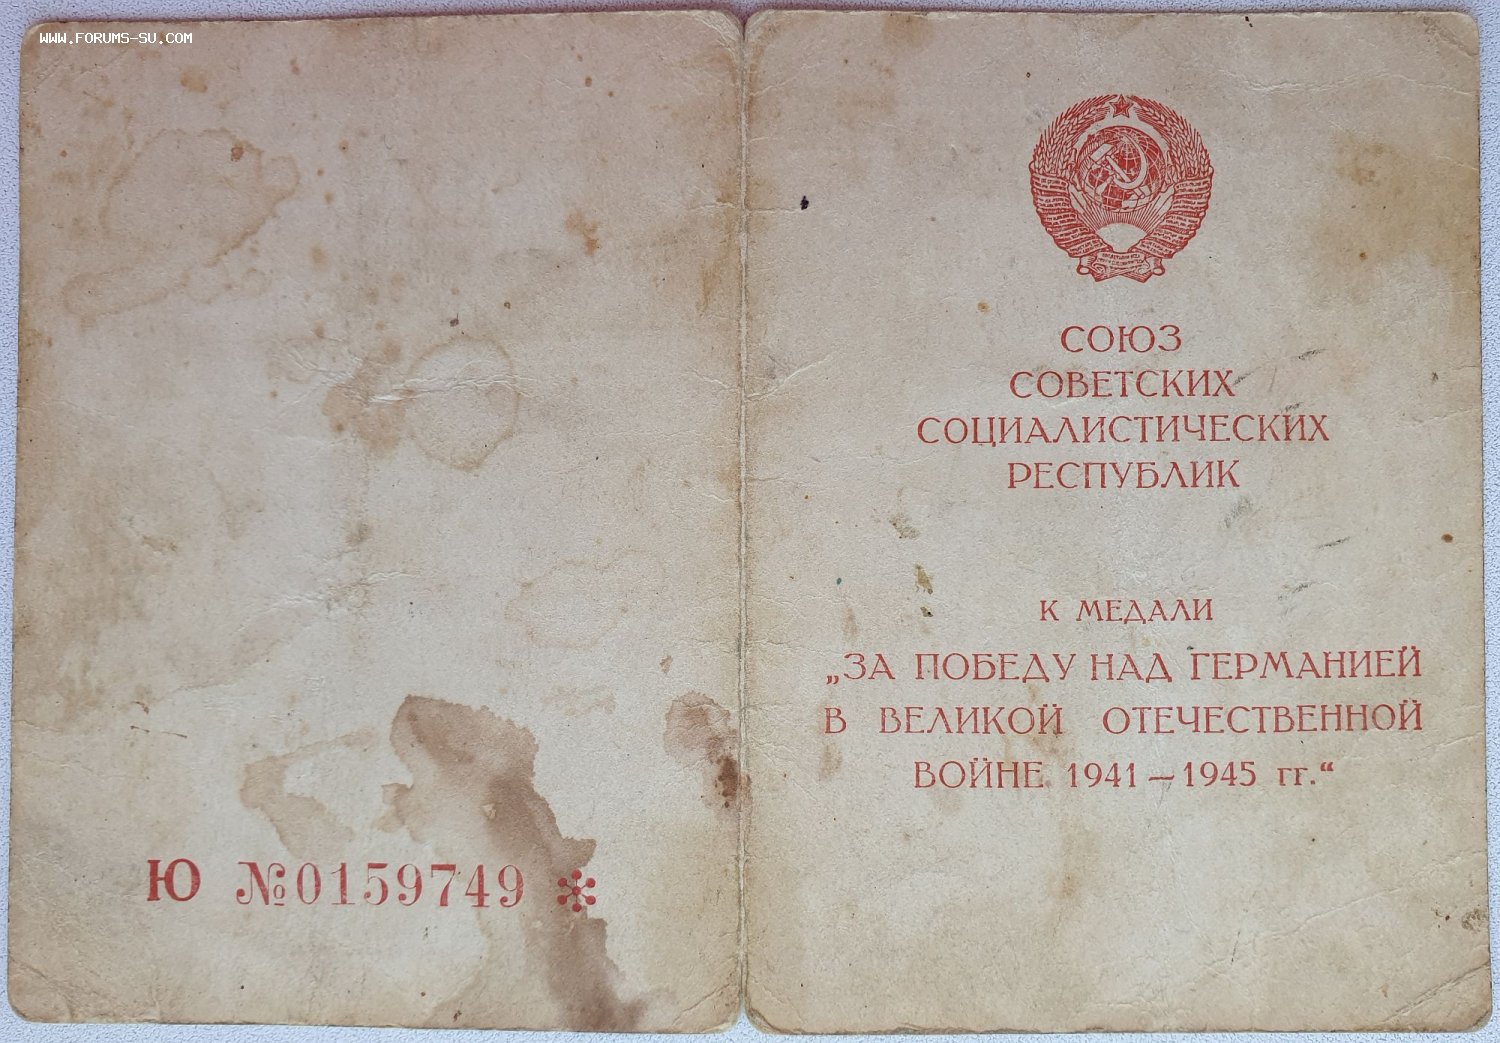 WWW.FORUMS-SU.COM
Ю №0159749
СОЮЗ
СОВЕТСКИХ
СОЦИАЛИСТИЧЕСКИХ
РЕСПУБЛИК
К МЕДАЛИ
„ЗА ПОБЕДУ НАД ГЕРМАНИЕЙ
В ВЕЛИКОЙ ОТЕЧЕСТВЕННОЙ
ВОЙНЕ 1941—1945 гг.“